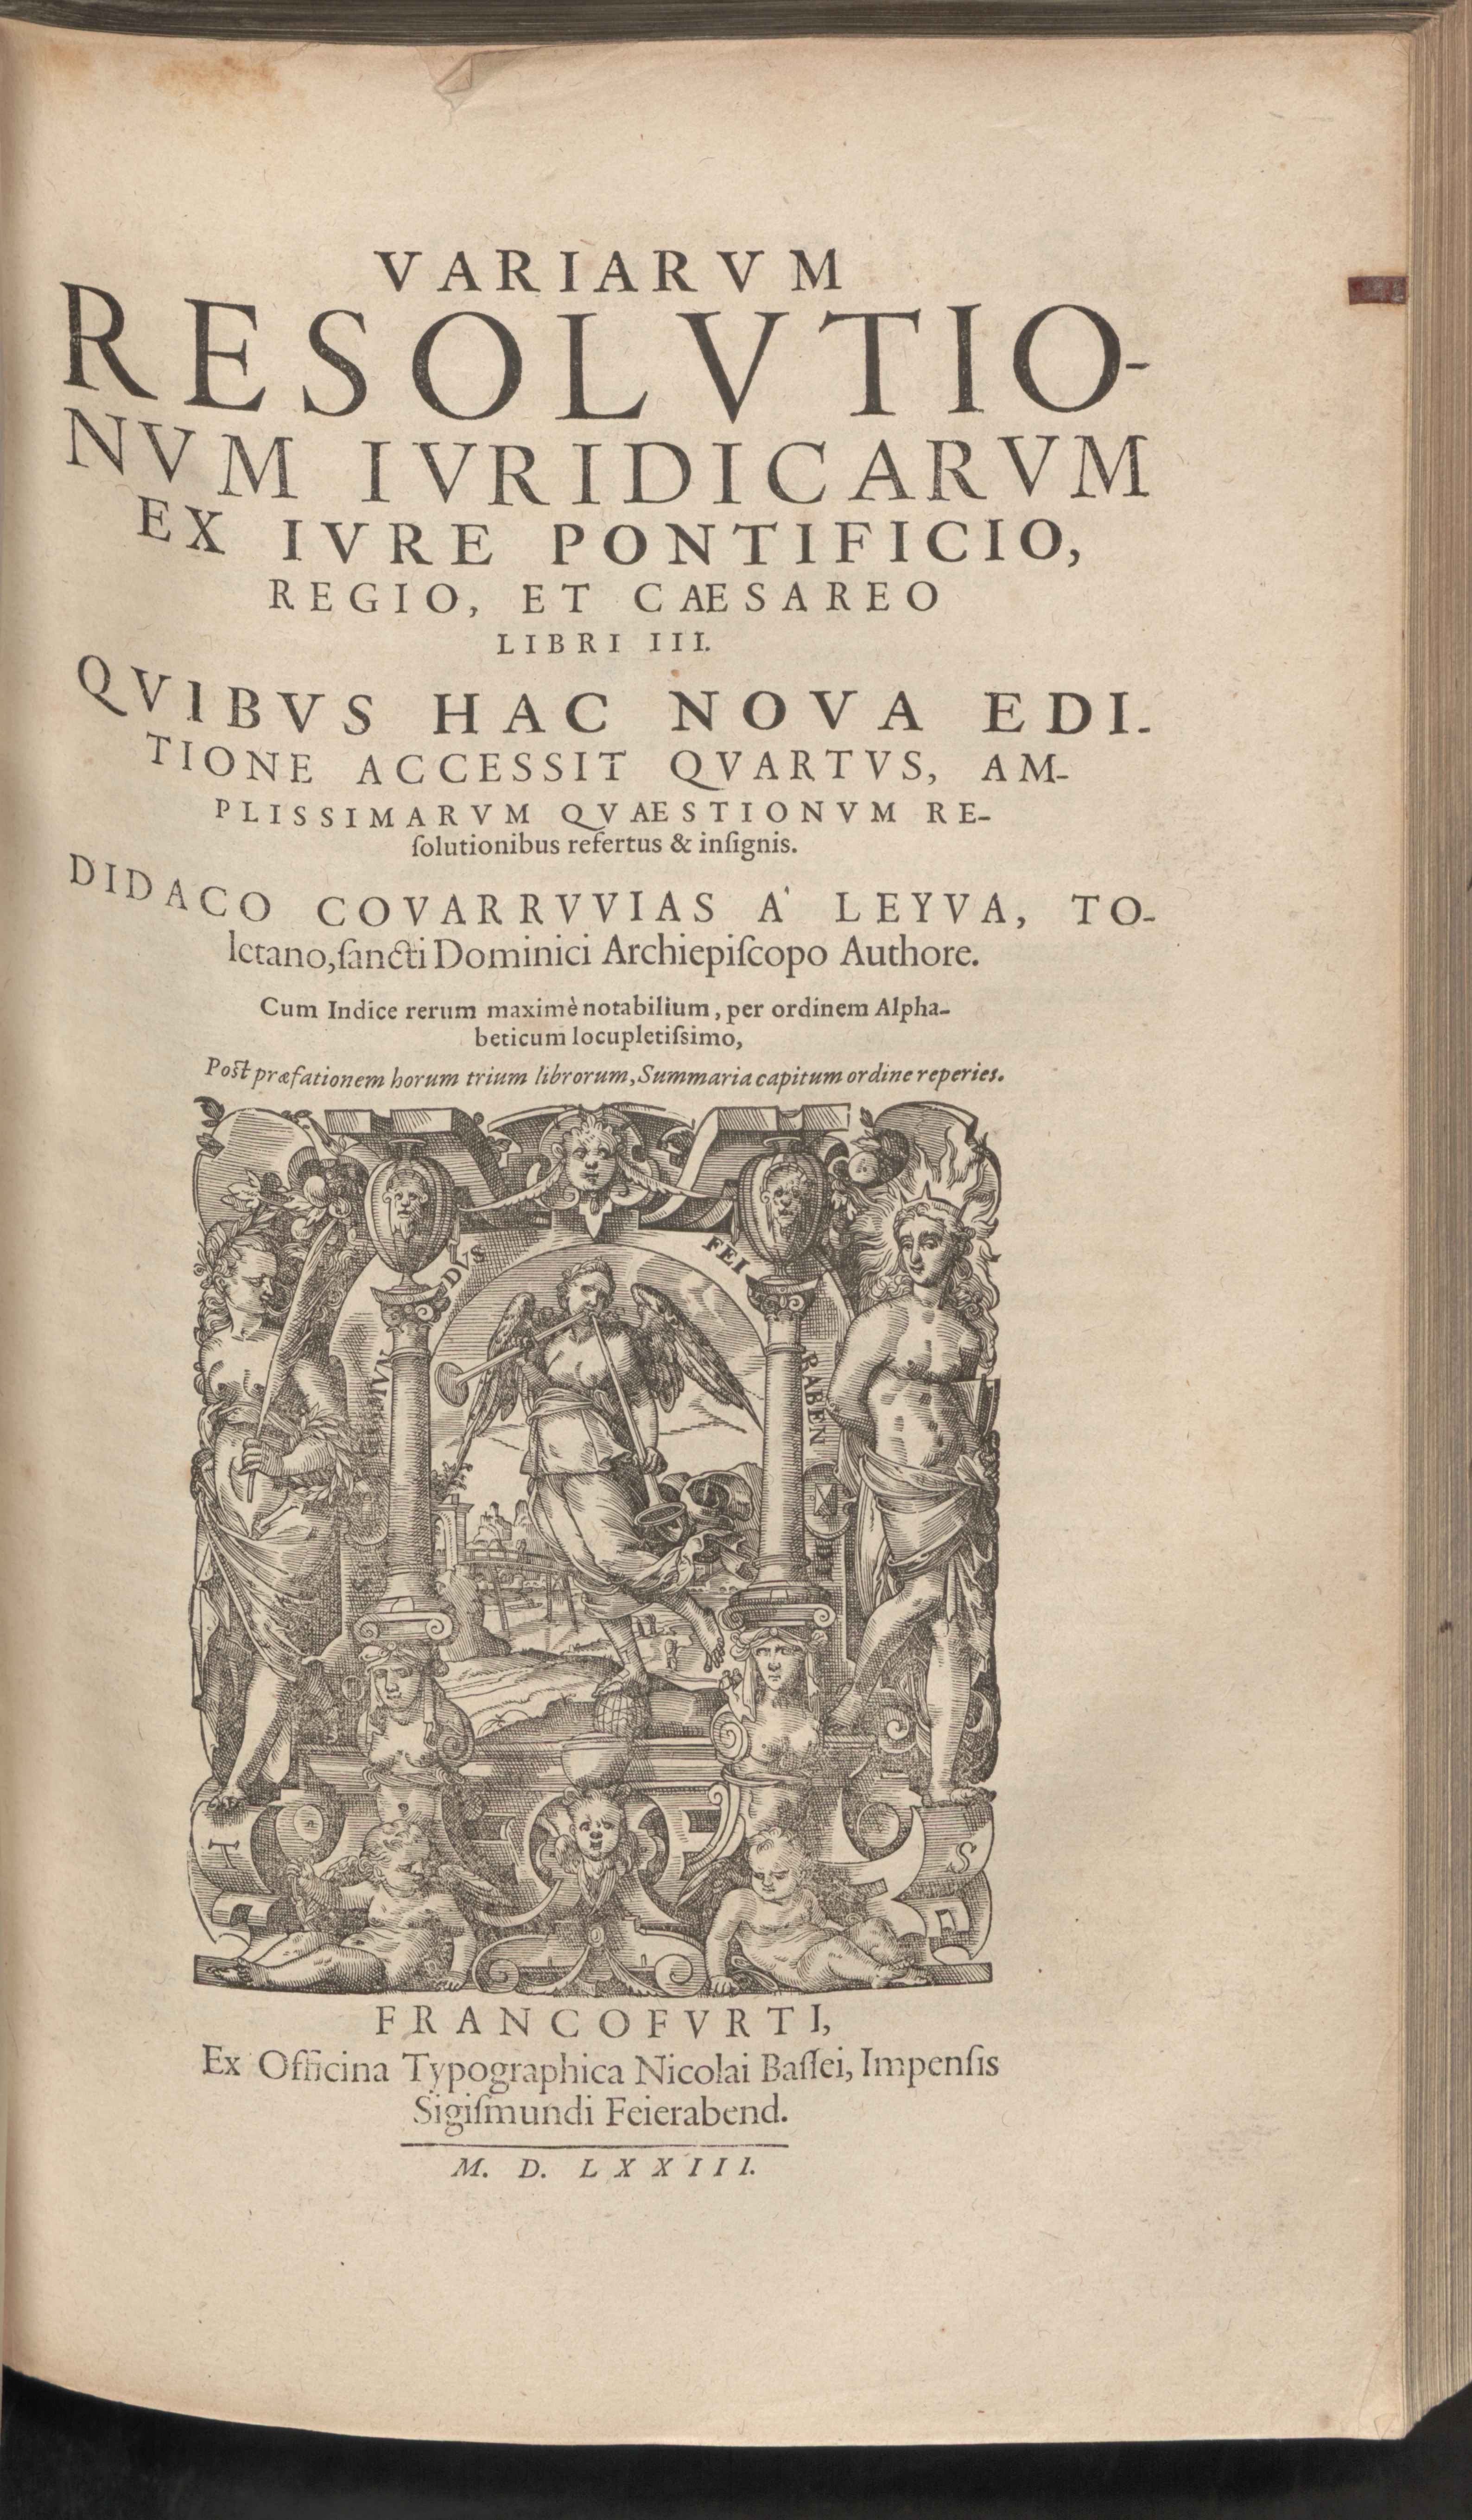 VARIARVM
RESOLVTIO-
NVM IVRIDICARVM
EX IVRE PONTIFICIO,
REGIO, ET CÆSAREO
LIBRI III.
QVIBVS HAC NOVA EDI-
TIONE ACCESSIT QVARTVS, AM-
PLISSIMARVM QVÆSTIONVM RE-
ſolutionibus refertus & inſignis.
DIDACO COVARRVVIAS A' LEYVA, TO-
letano, ſancti Dominici Archiepiſcopo Authore.
Cum Indice rerum maximè notabilium, per ordinem Alpha-
beticum locupletiſsimo,
Poſt præfationem horum trium librorum, Summaria capitum ordine reperies.
DVS
FEI
RABEN
S
FRANCOFVRTI,
Ex Officina Typographica Nicolai Baſſei, Impenſis
Sigiſmundi Feierabend.
M. D. LXXIII.